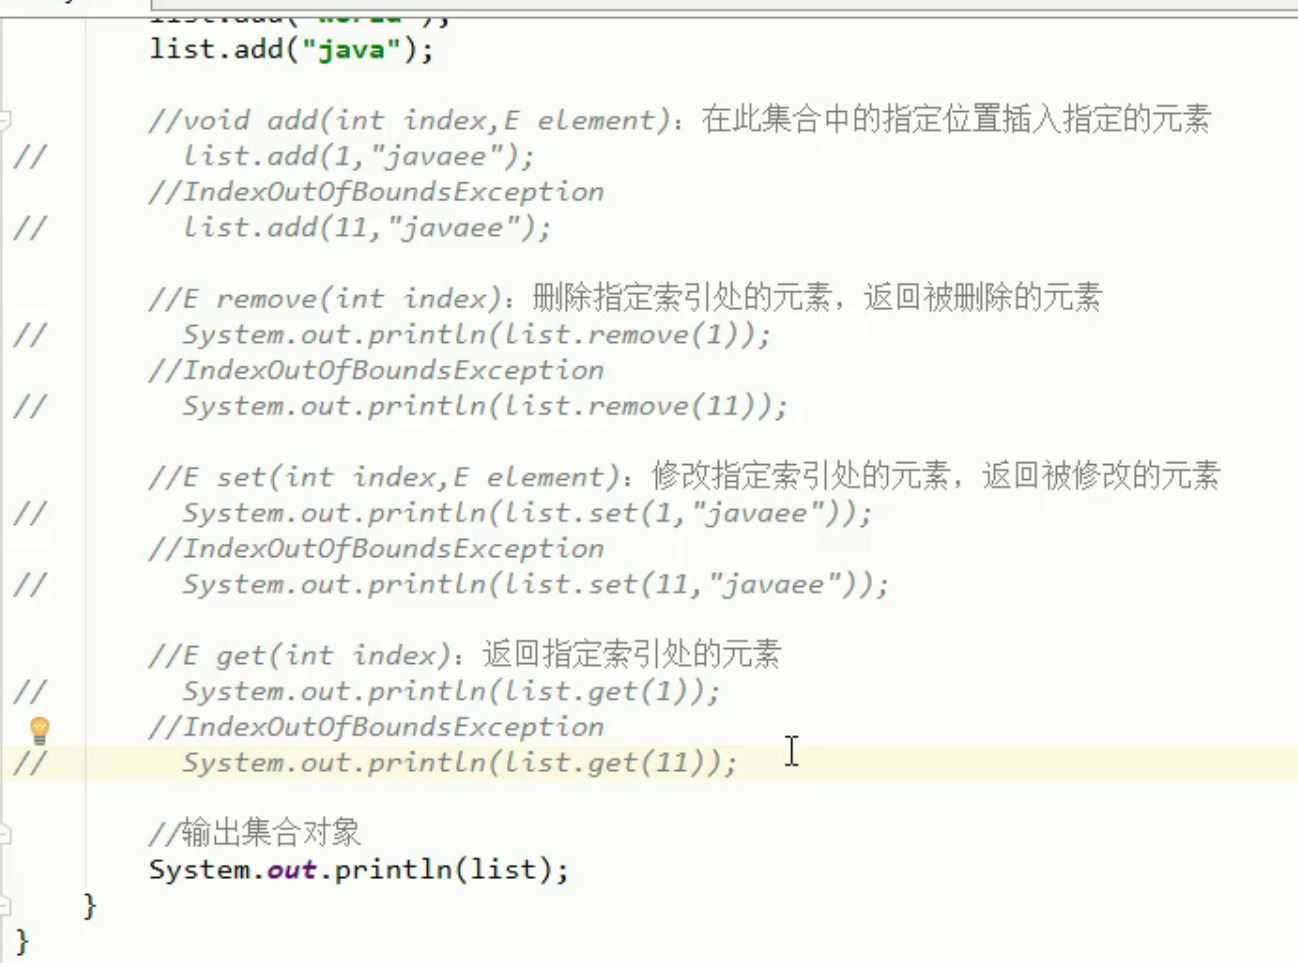 list.add("world");
list.add("java");
//void add(int index,E element)：在此集合中的指定位置插入指定的元素
// list.add(1,"javaee");
//IndexOutOfBoundsException
// list.add(11,"javaee");
//E remove(int index)：删除指定索引处的元素，返回被删除的元素
// System.out.println(list.remove(1));
//IndexOutOfBoundsException
// System.out.println(list.remove(11));
//E set(int index,E element)：修改指定索引处的元素，返回被修改的元素
// System.out.println(list.set(1,"javaee"));
//IndexOutOfBoundsException
// System.out.println(list.set(11,"javaee"));
//E get(int index)：返回指定索引处的元素
// System.out.println(list.get(1));
//IndexOutOfBoundsException
// System.out.println(list.get(11));
//输出集合对象
System.out.println(list);
}
}